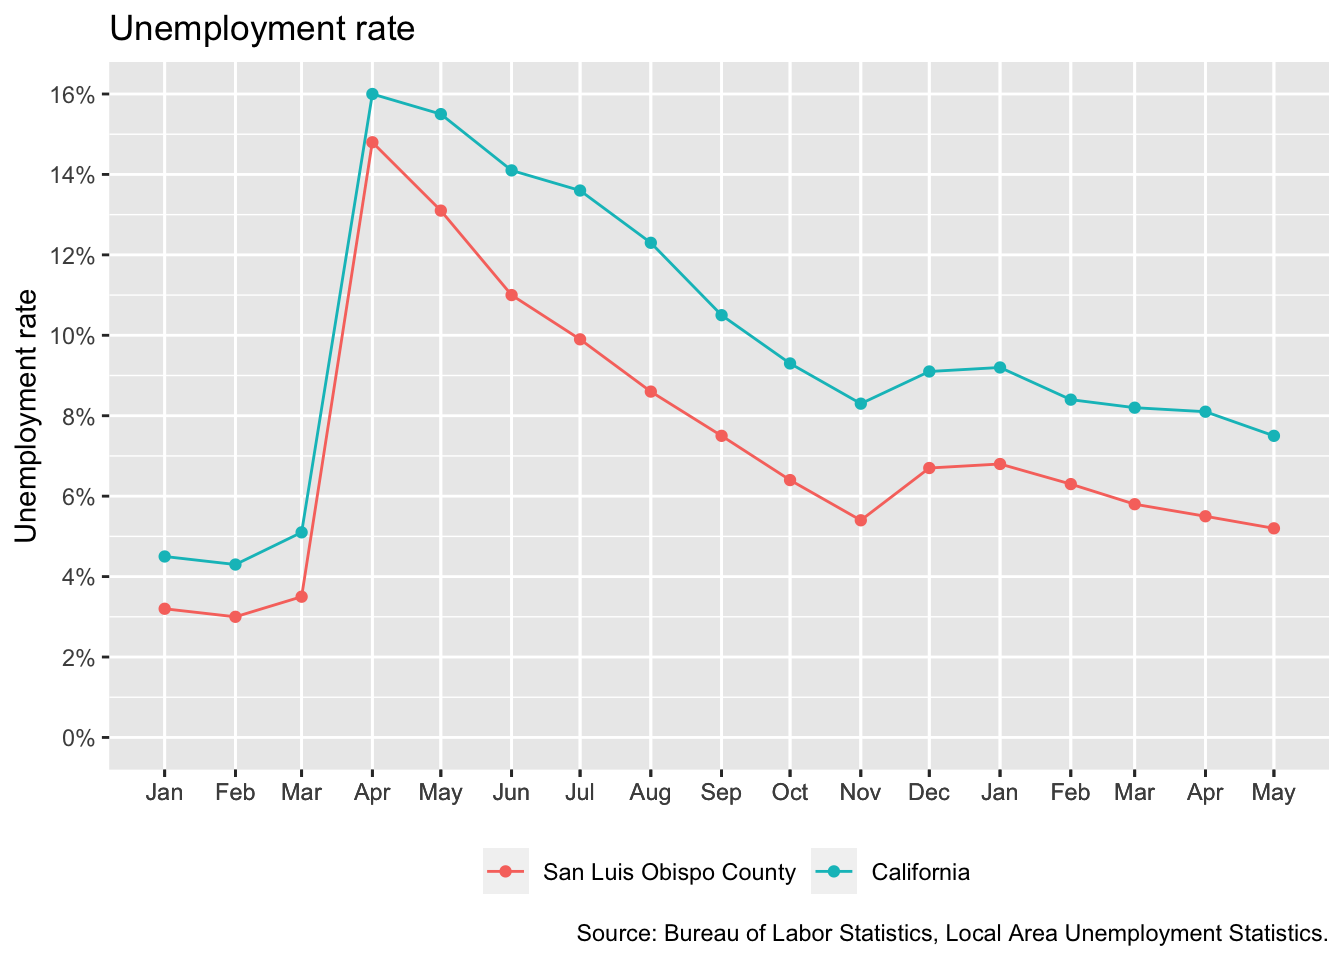 Unemployment rate
Unemployment rate
16%
14%
12%
10%
8%
6%
4%
2%
0%
Jan Feb Mar Apr May Jun Jul Aug Sep Oct Nov Dec Jan Feb Mar Apr May
San Luis Obispo County California
Source: Bureau of Labor Statistics, Local Area Unemployment Statistics.